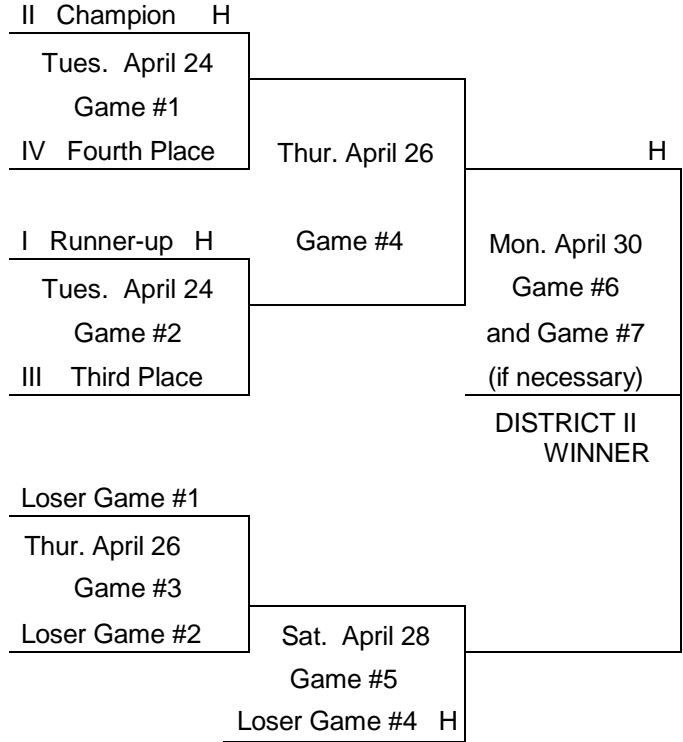 II Champion H
Tues. April 24
Game #1
IV Fourth Place
Thur. April 26
H
I Runner-up H
Game #4
Mon. April 30
Tues. April 24
Game #6
Game #2
and Game #7
III Third Place
(if necessary)
DISTRICT II
WINNER
Loser Game #1
Thur. April 26
Game #3
Loser Game #2
Sat. April 28
Game #5
Loser Game #4 H